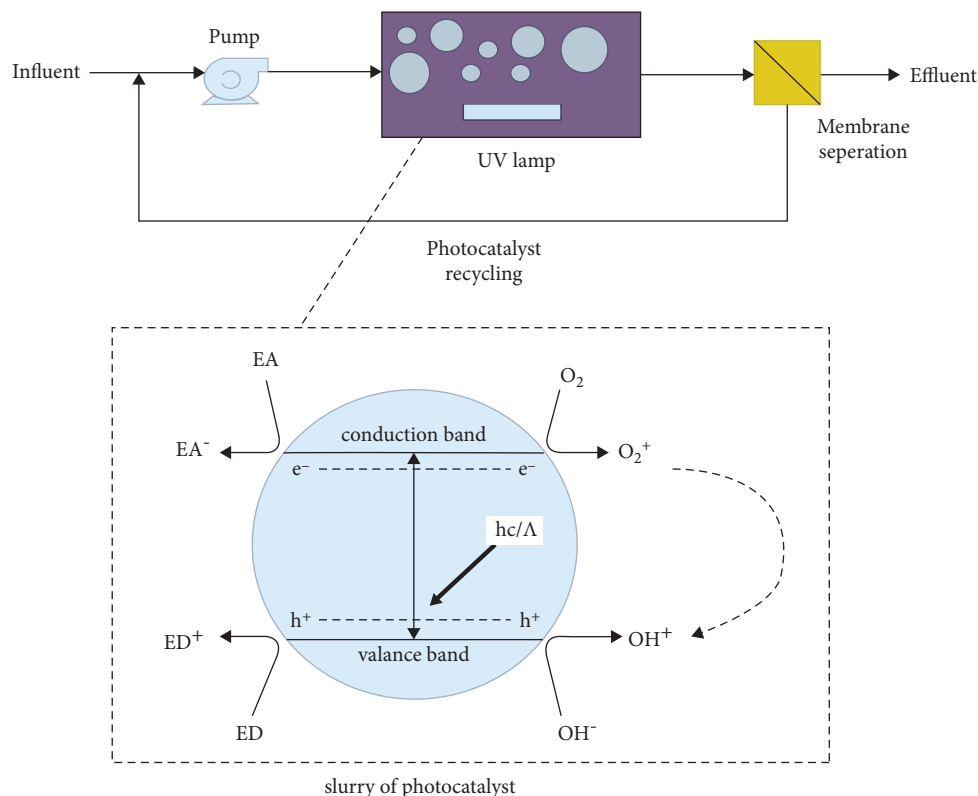 Pump
Influent
Effluent
UV lamp
Membrane
seperation
Photocatalyst
recycling
EA
O₂
conduction band
EA⁻
O₂⁺
e⁻
e⁻
hc/Λ
h⁺
h⁺
ED⁺
OH⁺
valance band
ED
OH⁻
slurry of photocatalyst